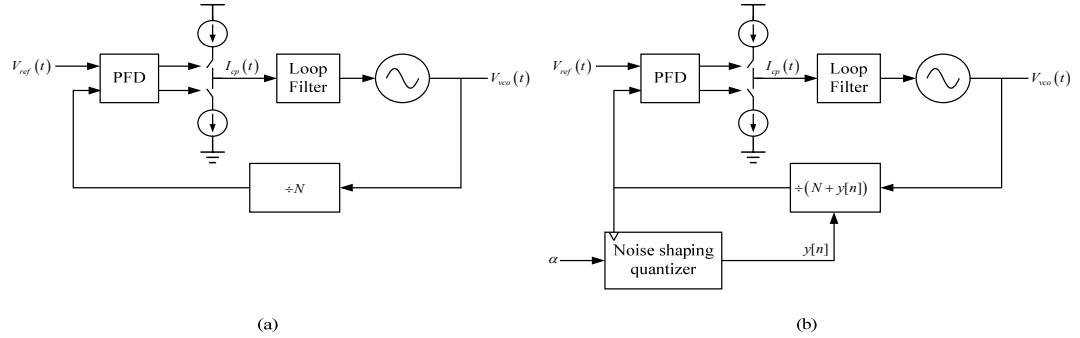 V_ref(t)
PFD
I_cp(t)
Loop
Filter
V_vco(t)
÷N
(a)
V_ref(t)
PFD
I_cp(t)
Loop
Filter
V_vco(t)
÷(N + y[n])
α
Noise shaping
quantizer
y[n]
(b)